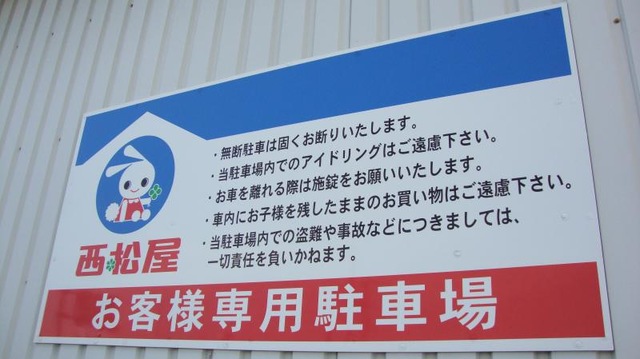 ・無断駐車は固くお断りいたします。
・当駐車場内でのアイドリングはご遠慮下さい。
・お車を離れる際は施錠をお願いいたします。
・車内にお子様を残したままのお買い物はご遠慮下さい。
・当駐車場内での盗難や事故などにつきましては、
一切責任を負いかねます。
西松屋
お客様専用駐車場